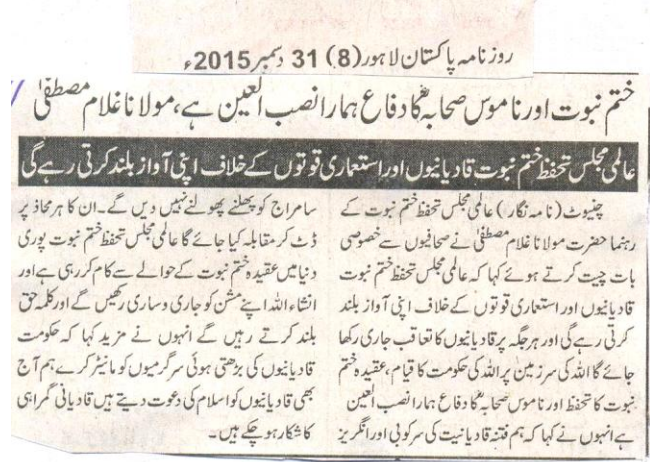 روزنامہ پاکستان لاہور (8) 31 دسمبر 2015ء
ختم نبوت اور ناموس صحابہؓ کا دفاع ہمارا نصب العین ہے، مولانا غلام مصطفیٰ
عالمی مجلس تحفظ ختم نبوت قادیانیوں اور استعماری قوتوں کے خلاف اپنی آواز بلند کرتی رہے گی
چنیوٹ (نامہ نگار) عالمی مجلس تحفظ ختم نبوت کے
رہنما حضرت مولانا غلام مصطفیٰ نے صحافیوں سے خصوصی
بات چیت کرتے ہوئے کہا کہ عالمی مجلس تحفظ ختم نبوت
قادیانیوں اور استعماری قوتوں کے خلاف اپنی آواز بلند
کرتی رہے گی اور ہر جگہ پر قادیانیوں کا تعاقب جاری رکھا
جائے گا اللہ کی سرزمین پر اللہ کی حکومت کا قیام، عقیدہ ختم
نبوت کا تحفظ اور ناموس صحابہؓ کا دفاع ہمارا نصب العین
ہے انہوں نے کہا کہ ہم فتنہ قادیانیت کی سرکوبی اور انگریز
سامراج کو پھلنے پھولنے نہیں دیں گے۔ ان کا ہر محاذ پر
ڈٹ کر مقابلہ کیا جائے گا عالمی مجلس تحفظ ختم نبوت پوری
دنیا میں عقیدہ ختم نبوت کے حوالے سے کام کر رہی ہے اور
انشاء اللہ اپنے مشن کو جاری و ساری رکھیں گے اور کلمہ حق
بلند کرتے رہیں گے انہوں نے مزید کہا کہ حکومت
قادیانیوں کی بڑھتی ہوئی سرگرمیوں کو مانیٹر کرے ہم آج
بھی قادیانیوں کو اسلام کی دعوت دیتے ہیں قادیانی گمراہی
کا شکار ہو چکے ہیں۔